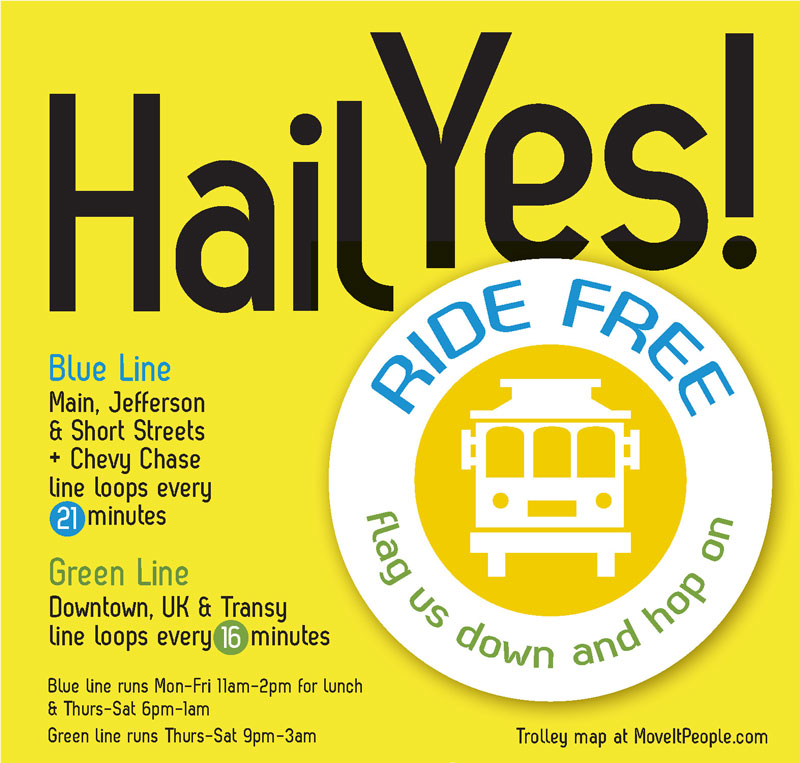 Hail Yes!
RIDE FREE
flag us down and hop on
Blue Line
Main, Jefferson
& Short Streets
+ Chevy Chase
line loops every
21 minutes
Green Line
Downtown, UK & Transy
line loops every 16 minutes
Blue line runs Mon-Fri 11am-2pm for lunch
& Thurs-Sat 6pm-1am
Green line runs Thurs-Sat 9pm-3am
Trolley map at MoveItPeople.com